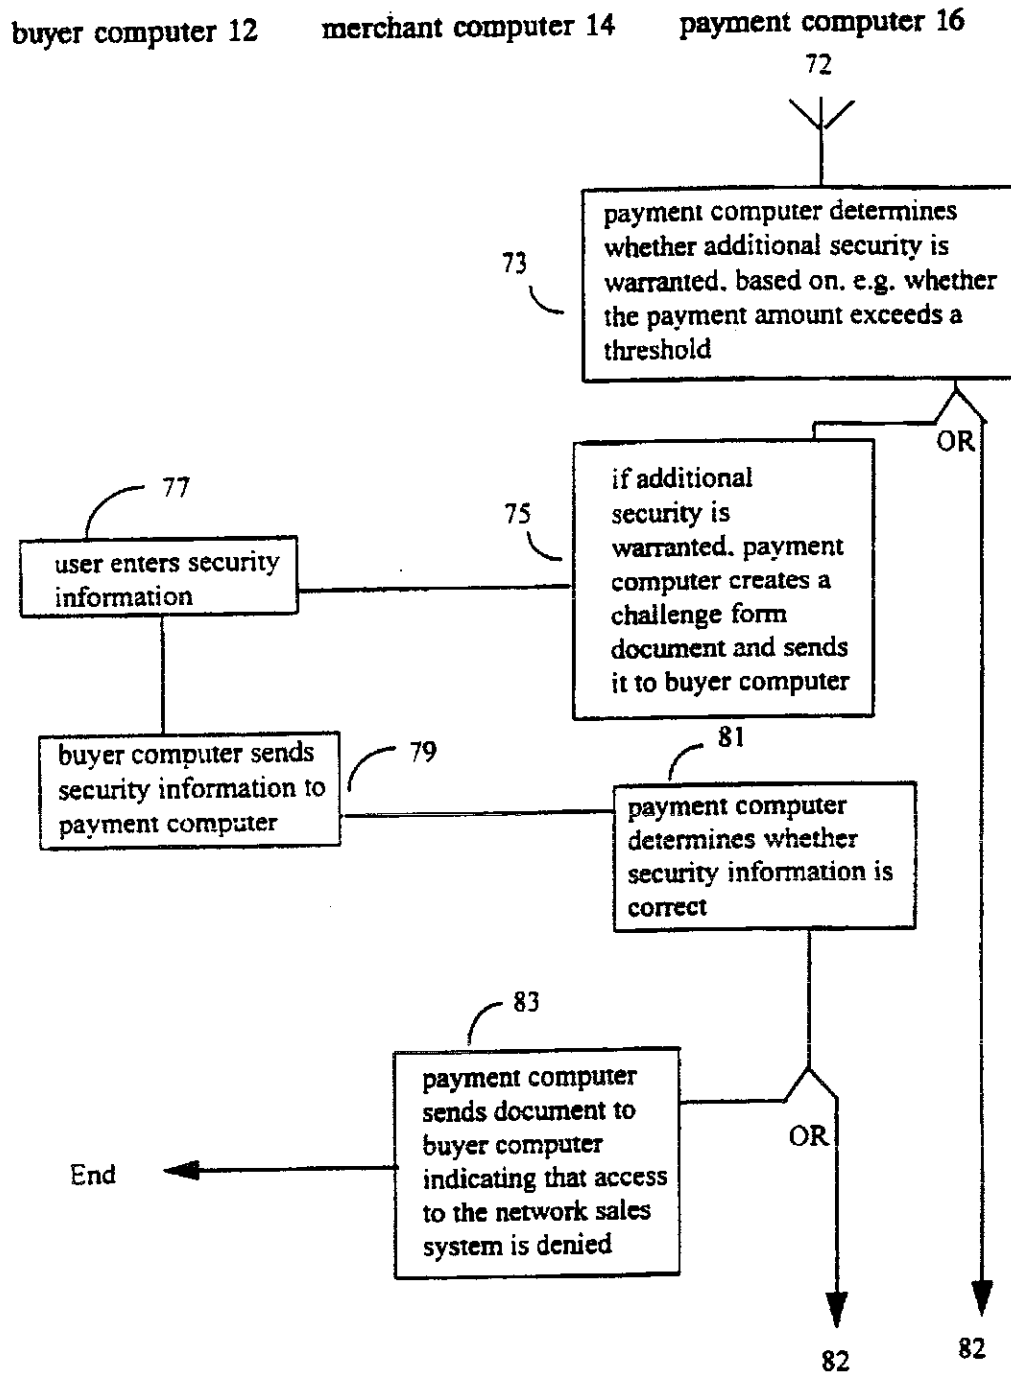 buyer computer 12
merchant computer 14
payment computer 16
72
payment computer determines
whether additional security is
warranted. based on. e.g. whether
the payment amount exceeds a
threshold
73
OR
if additional
security is
warranted. payment
computer creates a
challenge form
document and sends
it to buyer computer
75
77
user enters security
information
buyer computer sends
security information to
payment computer
79
81
payment computer
determines whether
security information is
correct
83
payment computer
sends document to
buyer computer
indicating that access
to the network sales
system is denied
OR
End
82
82